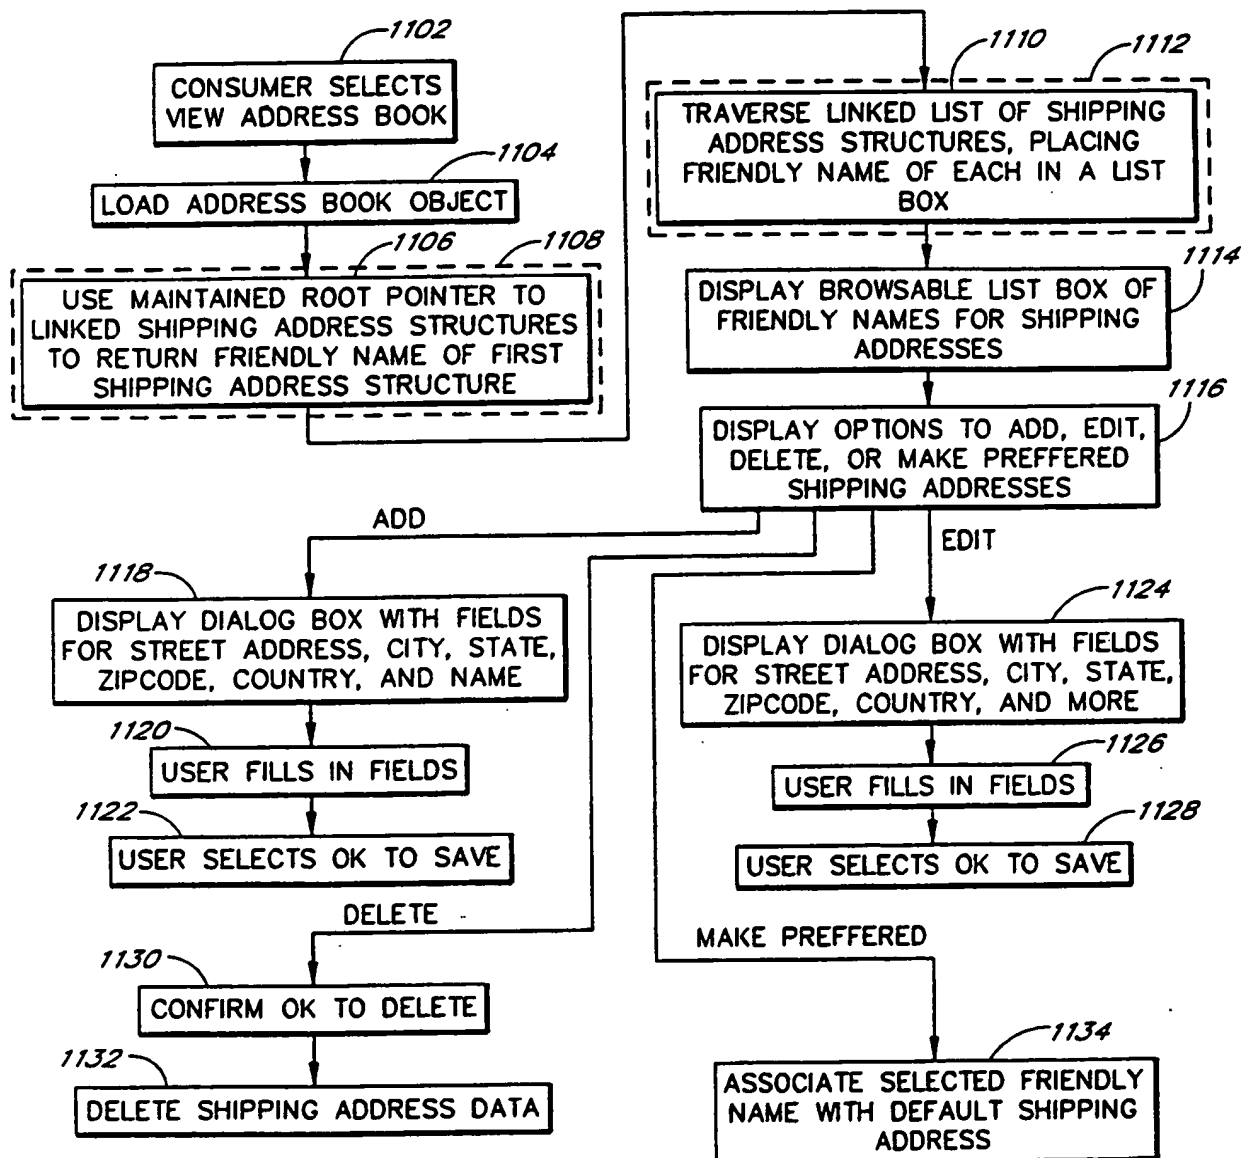 1102
CONSUMER SELECTS
VIEW ADDRESS BOOK
1104
LOAD ADDRESS BOOK OBJECT
1106
1108
USE MAINTAINED ROOT POINTER TO
LINKED SHIPPING ADDRESS STRUCTURES
TO RETURN FRIENDLY NAME OF FIRST
SHIPPING ADDRESS STRUCTURE
1110
1112
TRAVERSE LINKED LIST OF SHIPPING
ADDRESS STRUCTURES, PLACING
FRIENDLY NAME OF EACH IN A LIST
BOX
1114
DISPLAY BROWSABLE LIST BOX OF
FRIENDLY NAMES FOR SHIPPING
ADDRESSES
1116
DISPLAY OPTIONS TO ADD, EDIT,
DELETE, OR MAKE PREFFERED
SHIPPING ADDRESSES
ADD
1118
DISPLAY DIALOG BOX WITH FIELDS
FOR STREET ADDRESS, CITY, STATE,
ZIPCODE, COUNTRY, AND NAME
1120
USER FILLS IN FIELDS
1122
USER SELECTS OK TO SAVE
EDIT
1124
DISPLAY DIALOG BOX WITH FIELDS
FOR STREET ADDRESS, CITY, STATE,
ZIPCODE, COUNTRY, AND MORE
1126
USER FILLS IN FIELDS
1128
USER SELECTS OK TO SAVE
DELETE
1130
CONFIRM OK TO DELETE
1132
DELETE SHIPPING ADDRESS DATA
MAKE PREFFERED
1134
ASSOCIATE SELECTED FRIENDLY
NAME WITH DEFAULT SHIPPING
ADDRESS